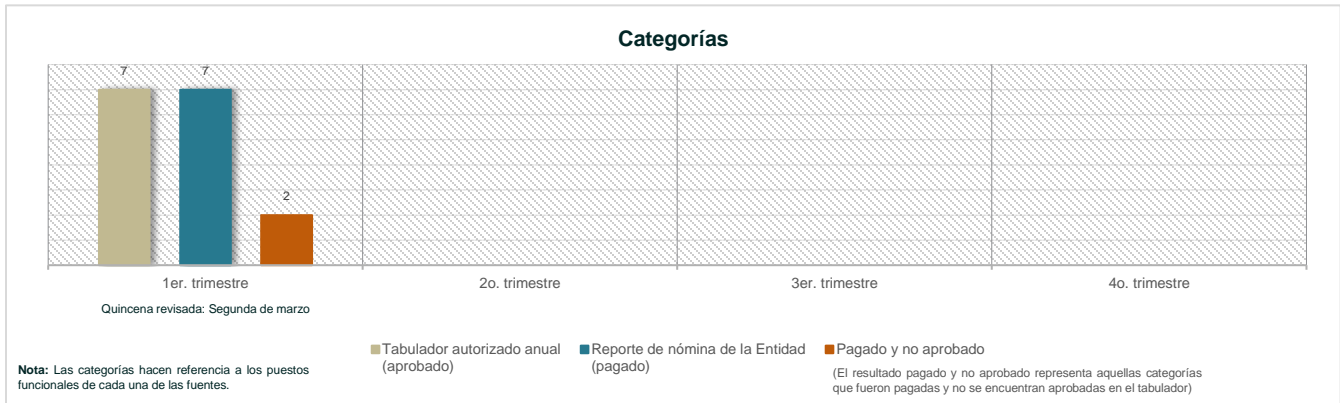 Categorías
7
7
2
1er. trimestre
2o. trimestre
3er. trimestre
4o. trimestre
Quincena revisada: Segunda de marzo
Tabulador autorizado anual
(aprobado)
Reporte de nómina de la Entidad
(pagado)
Pagado y no aprobado
(El resultado pagado y no aprobado representa aquellas categorías
que fueron pagadas y no se encuentran aprobadas en el tabulador)
Nota: Las categorías hacen referencia a los puestos
funcionales de cada una de las fuentes.